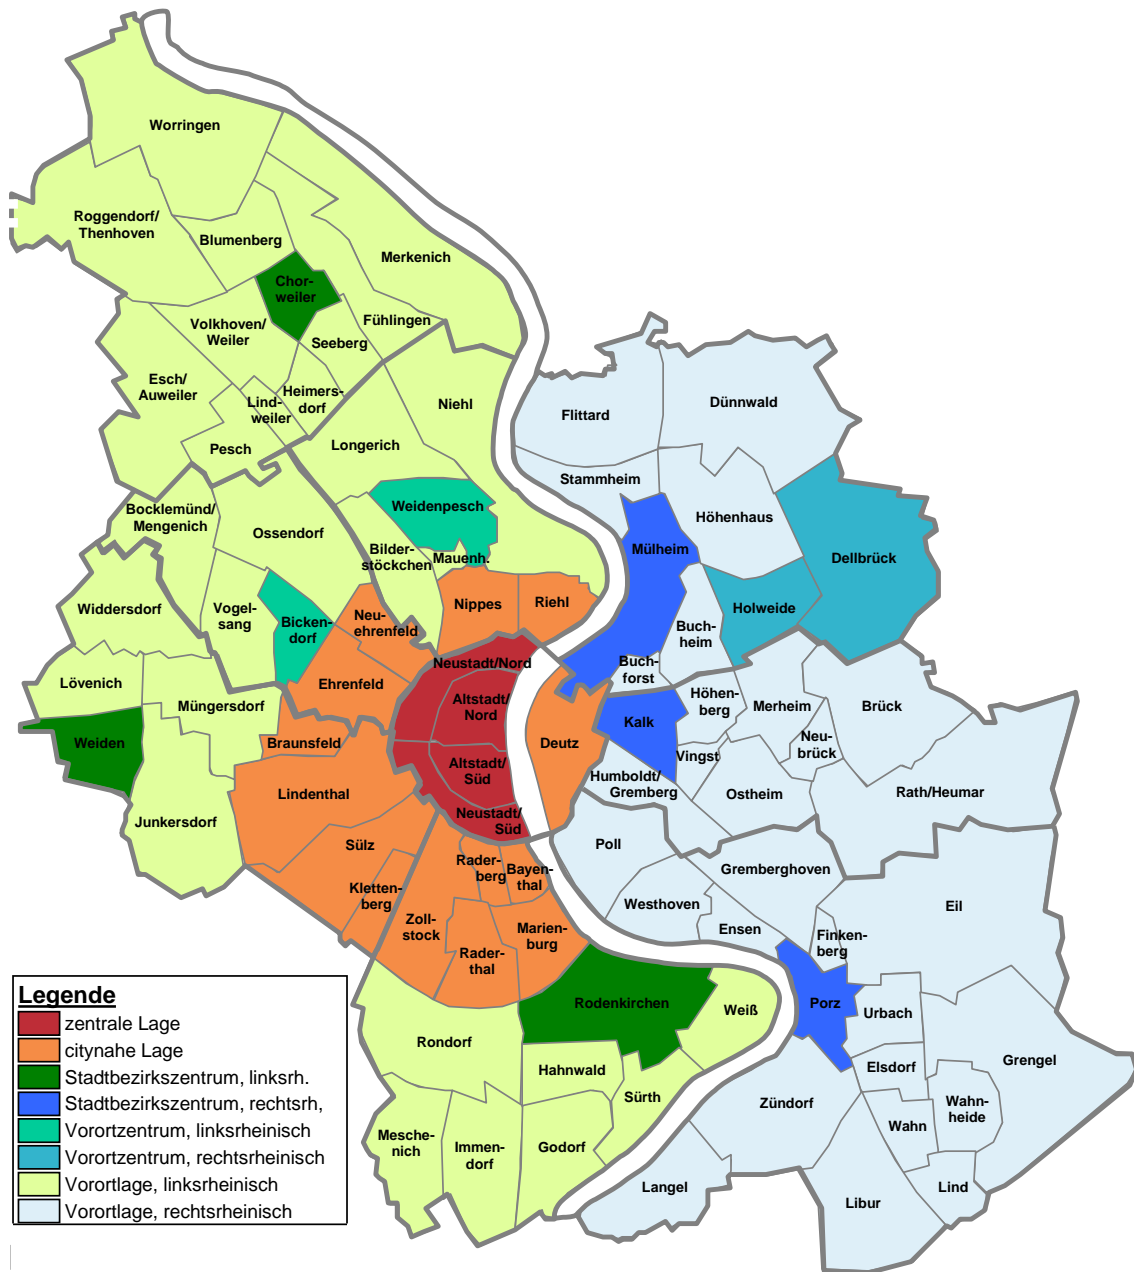 Worringen
Roggendorf/
Thenhoven
Blumenberg
Merkenich
Chor-
weiler
Fühlingen
Volkhoven/
Weiler
Seeberg
Esch/
Auweiler
Heimers-
dorf
Lind-
weiler
Niehl
Pesch
Longerich
Flittard
Dünnwald
Stammheim
Bocklemünd/
Mengenich
Weidenpesch
Höhenhaus
Ossendorf
Mülheim
Dellbrück
Bilder-
stöckchen
Mauenh.
Widdersdorf
Vogel-
sang
Bicken-
dorf
Neu-
ehrenfeld
Nippes
Riehl
Holweide
Buch-
heim
Neustadt/Nord
Buch-
forst
Lövenich
Ehrenfeld
Müngersdorf
Altstadt/
Nord
Höhen-
berg
Merheim
Brück
Kalk
Weiden
Braunsfeld
Deutz
Neu-
brück
Vingst
Altstadt/
Süd
Humboldt/
Gremberg
Lindenthal
Ostheim
Rath/Heumar
Junkersdorf
Neustadt/
Süd
Sülz
Poll
Rader-
berg
Bayen-
thal
Gremberghoven
Kletten-
berg
Westhoven
Eil
Zoll-
stock
Marien-
burg
Ensen
Finken-
berg
Rader-
thal
Rodenkirchen
Weiß
Porz
Urbach
Rondorf
Grengel
Hahnwald
Elsdorf
Sürth
Zündorf
Wahn-
heide
Wahn
Mesche-
nich
Immen-
dorf
Godorf
Langel
Lind
Libur
Legende
zentrale Lage
citynahe Lage
Stadtbezirkszentrum, linksrh.
Stadtbezirkszentrum, rechtsrh,
Vorortzentrum, linksrheinisch
Vorortzentrum, rechtsrheinisch
Vorortlage, linksrheinisch
Vorortlage, rechtsrheinisch